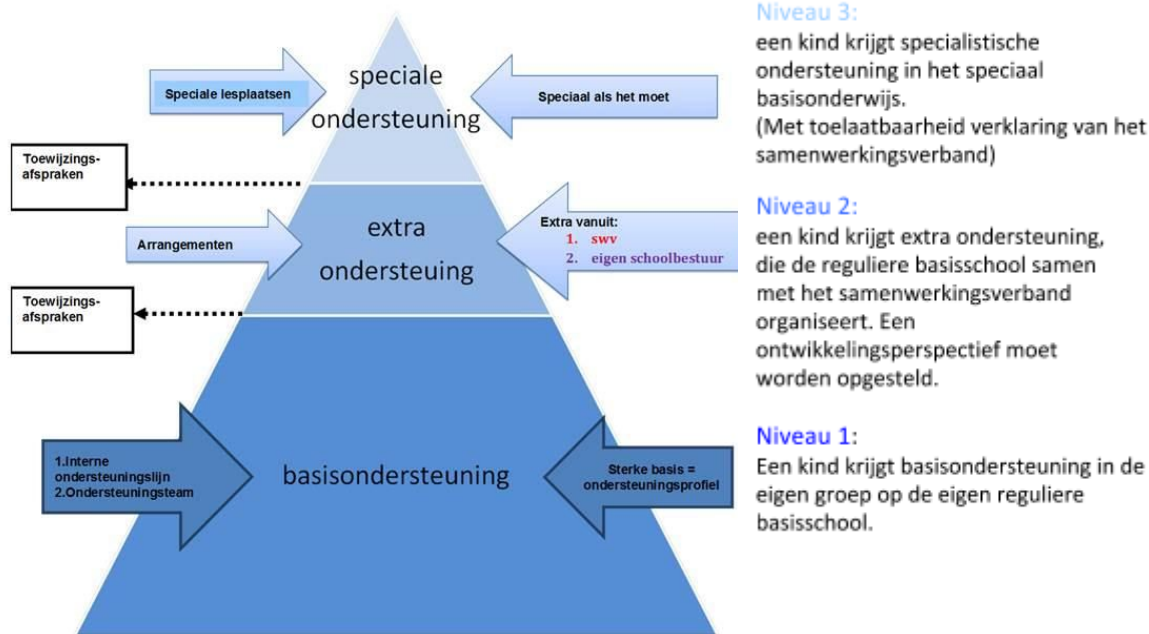 Niveau 3:
een kind krijgt specialistische
ondersteuning in het speciaal
basisonderwijs.
(Met toelaatbaarheid verklaring van het
samenwerkingsverband)
speciale
ondersteuning
Speciale lesplaatsen
Speciaal als het moet
Toewijzings-
afspraken
Niveau 2:
een kind krijgt extra ondersteuning,
die de reguliere basisschool samen
met het samenwerkingsverband
organiseert. Een
ontwikkelingsperspectief moet
worden opgesteld.
extra
ondersteuing
Arrangementen
Extra vanuit:
1. swv
2. eigen schoolbestuur
Toewijzings-
afspraken
Niveau 1:
Een kind krijgt basisondersteuning in de
eigen groep op de eigen reguliere
basisschool.
1.Interne
ondersteuningslijn
2.Ondersteuningsteam
basisondersteuning
Sterke basis =
ondersteuningsprofiel